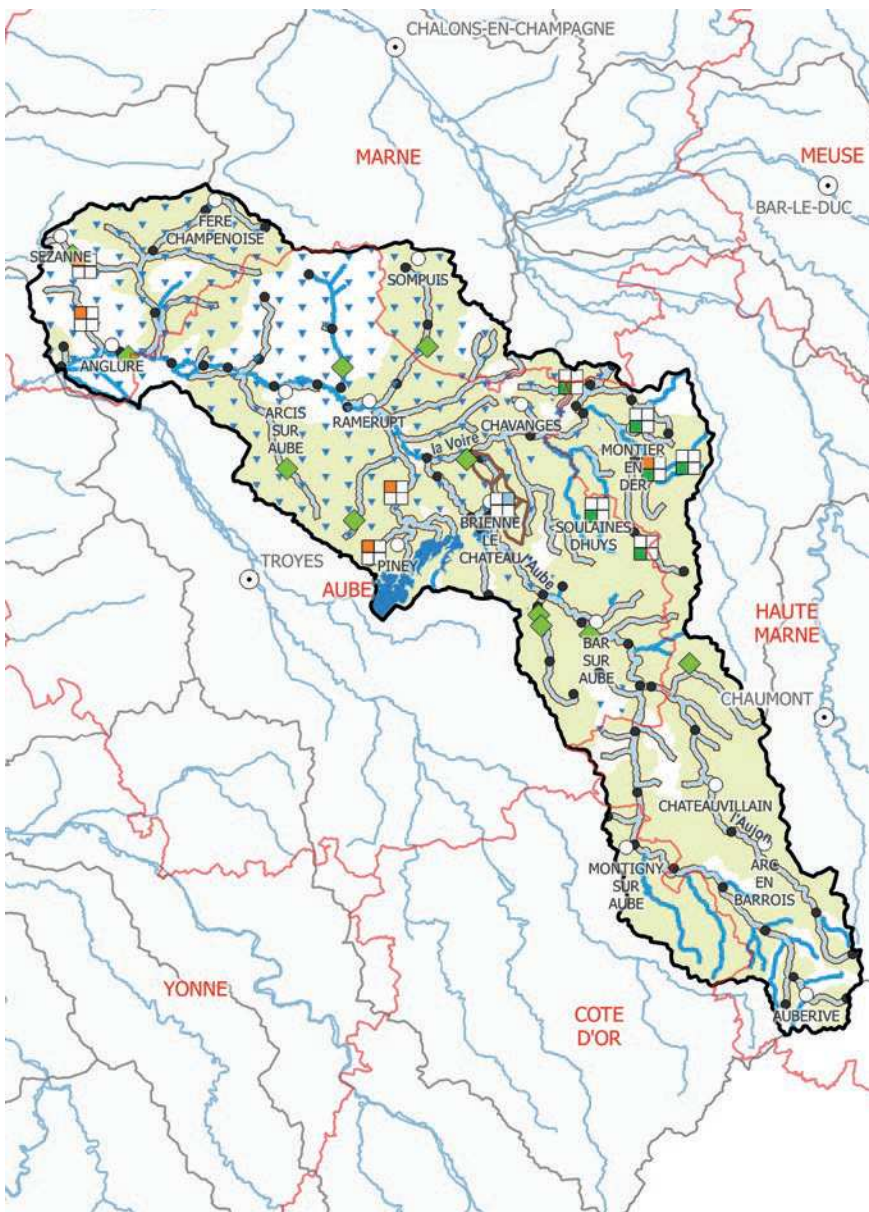 CHALONS-EN-CHAMPAGNE
MARNE
MEUSE
BAR-LE-DUC
FERE
CHAMPENOISE
SEZANNE
SOMPUIS
ANGLURE
ARCIS
SUR
AUBE
RAMERUPT
CHAVANGES
la Voire
MONTIER
EN
DER
BRIENNE
LE
CHATEAU
SOULAINES
DHUYS
PINEY
TROYES
AUBE
l'Aube
HAUTE
MARNE
BAR
SUR
AUBE
CHAUMONT
CHATEAUVILLAIN
l'Aujon
MONTIGNY
SUR
AUBE
ARC
EN
BARROIS
YONNE
COTE
D'OR
AUBERIVE